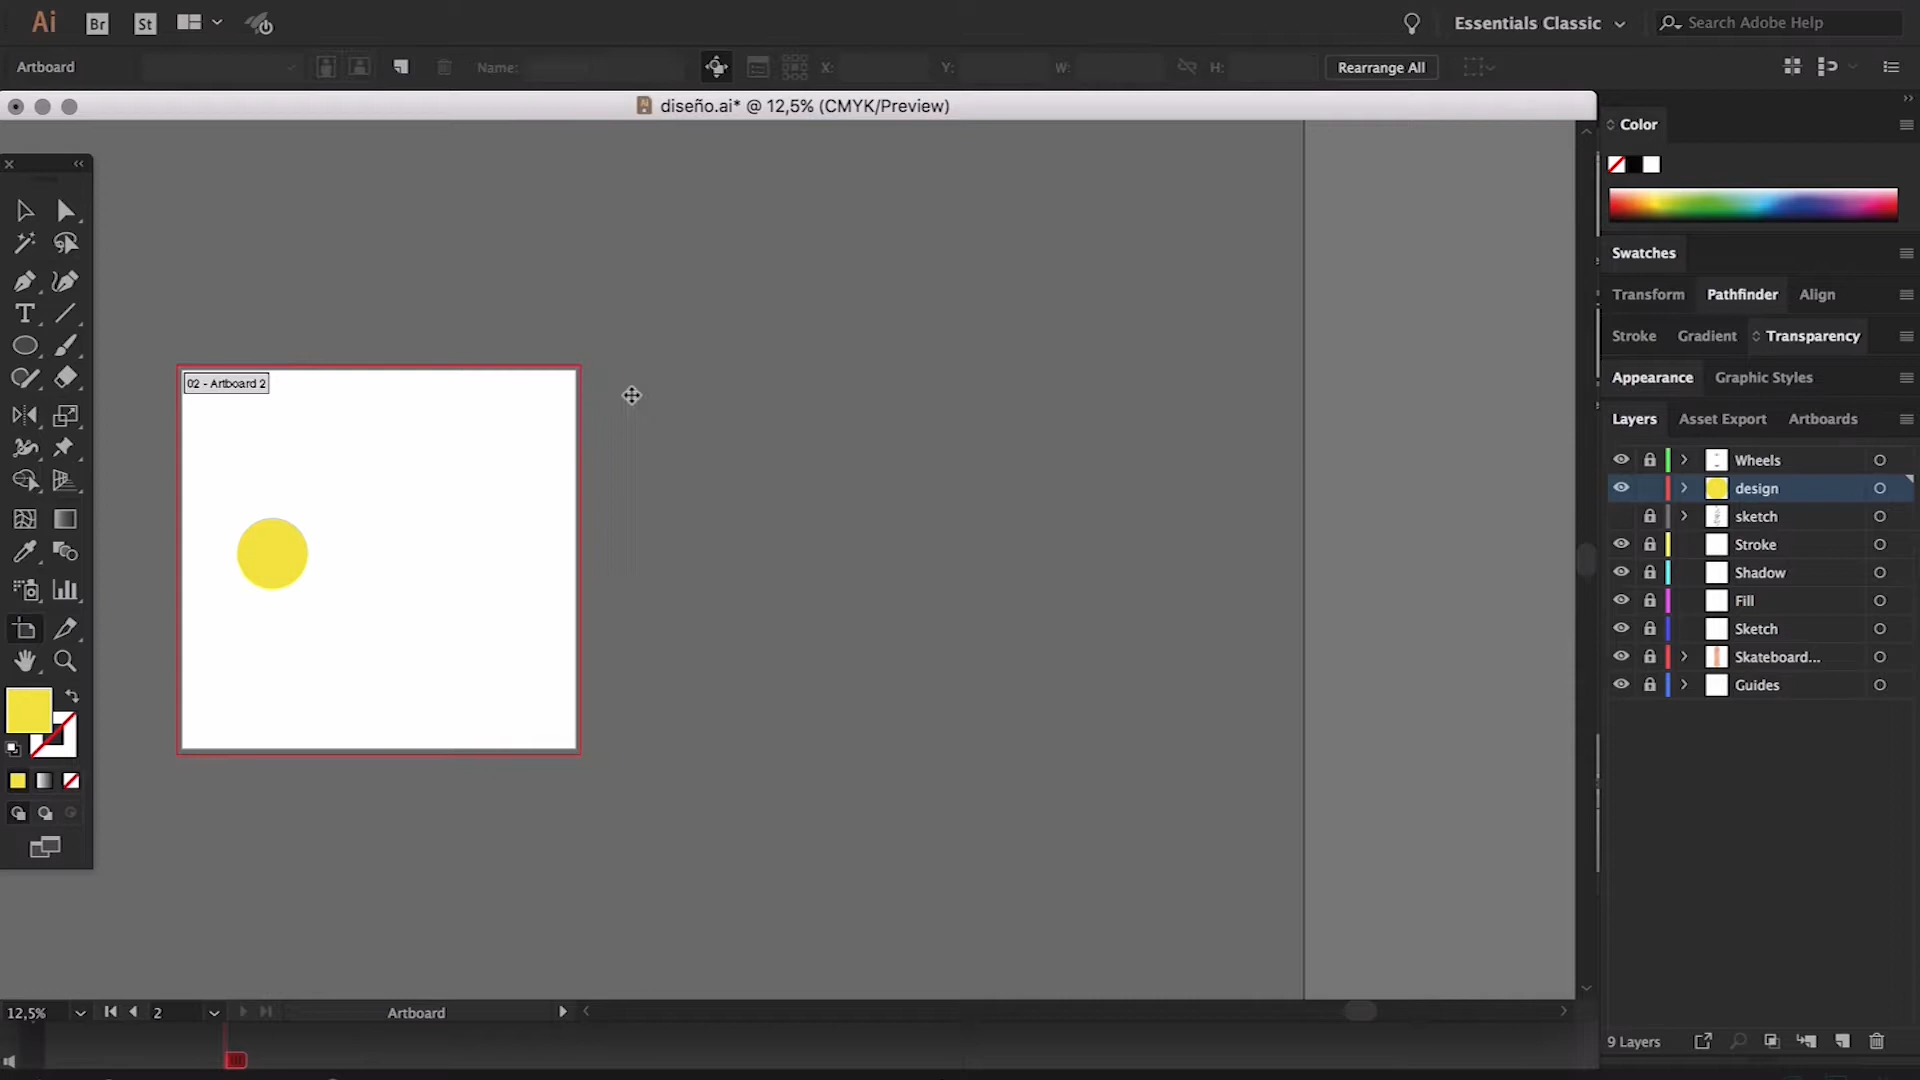 Ai Br St Essentials Classic Search Adobe Help
Artboard Name: X: Y: W: H: Rearrange All
diseño.ai* @ 12,5% (CMYK/Preview)
02 - Artboard 2
T
Color
Swatches
Transform Pathfinder Align
Stroke Gradient Transparency
Appearance Graphic Styles
Layers Asset Export Artboards
Wheels
design
sketch
Stroke
Shadow
Fill
Sketch
Skateboard...
Guides
12,5% 2 Artboard
9 Layers